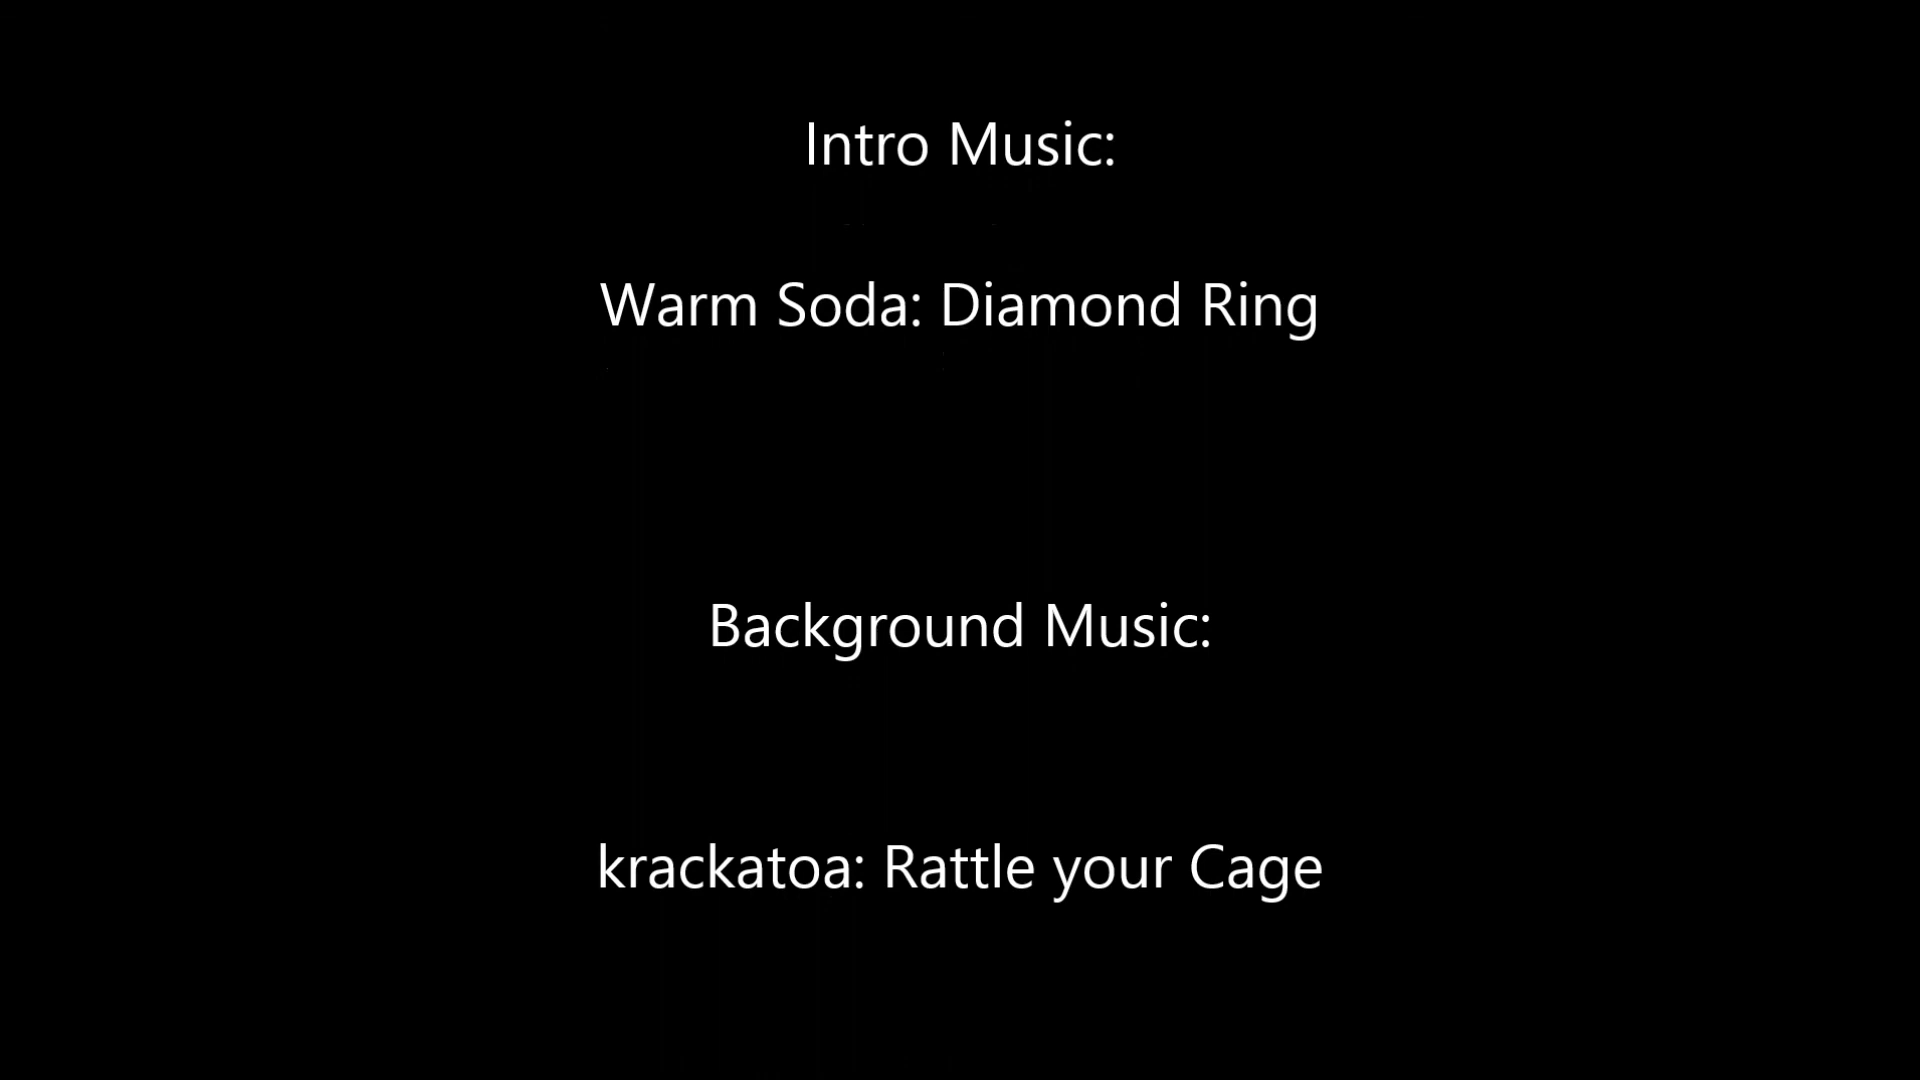 Intro Music:
Warm Soda: Diamond Ring
Background Music:
krackatoa: Rattle your Cage